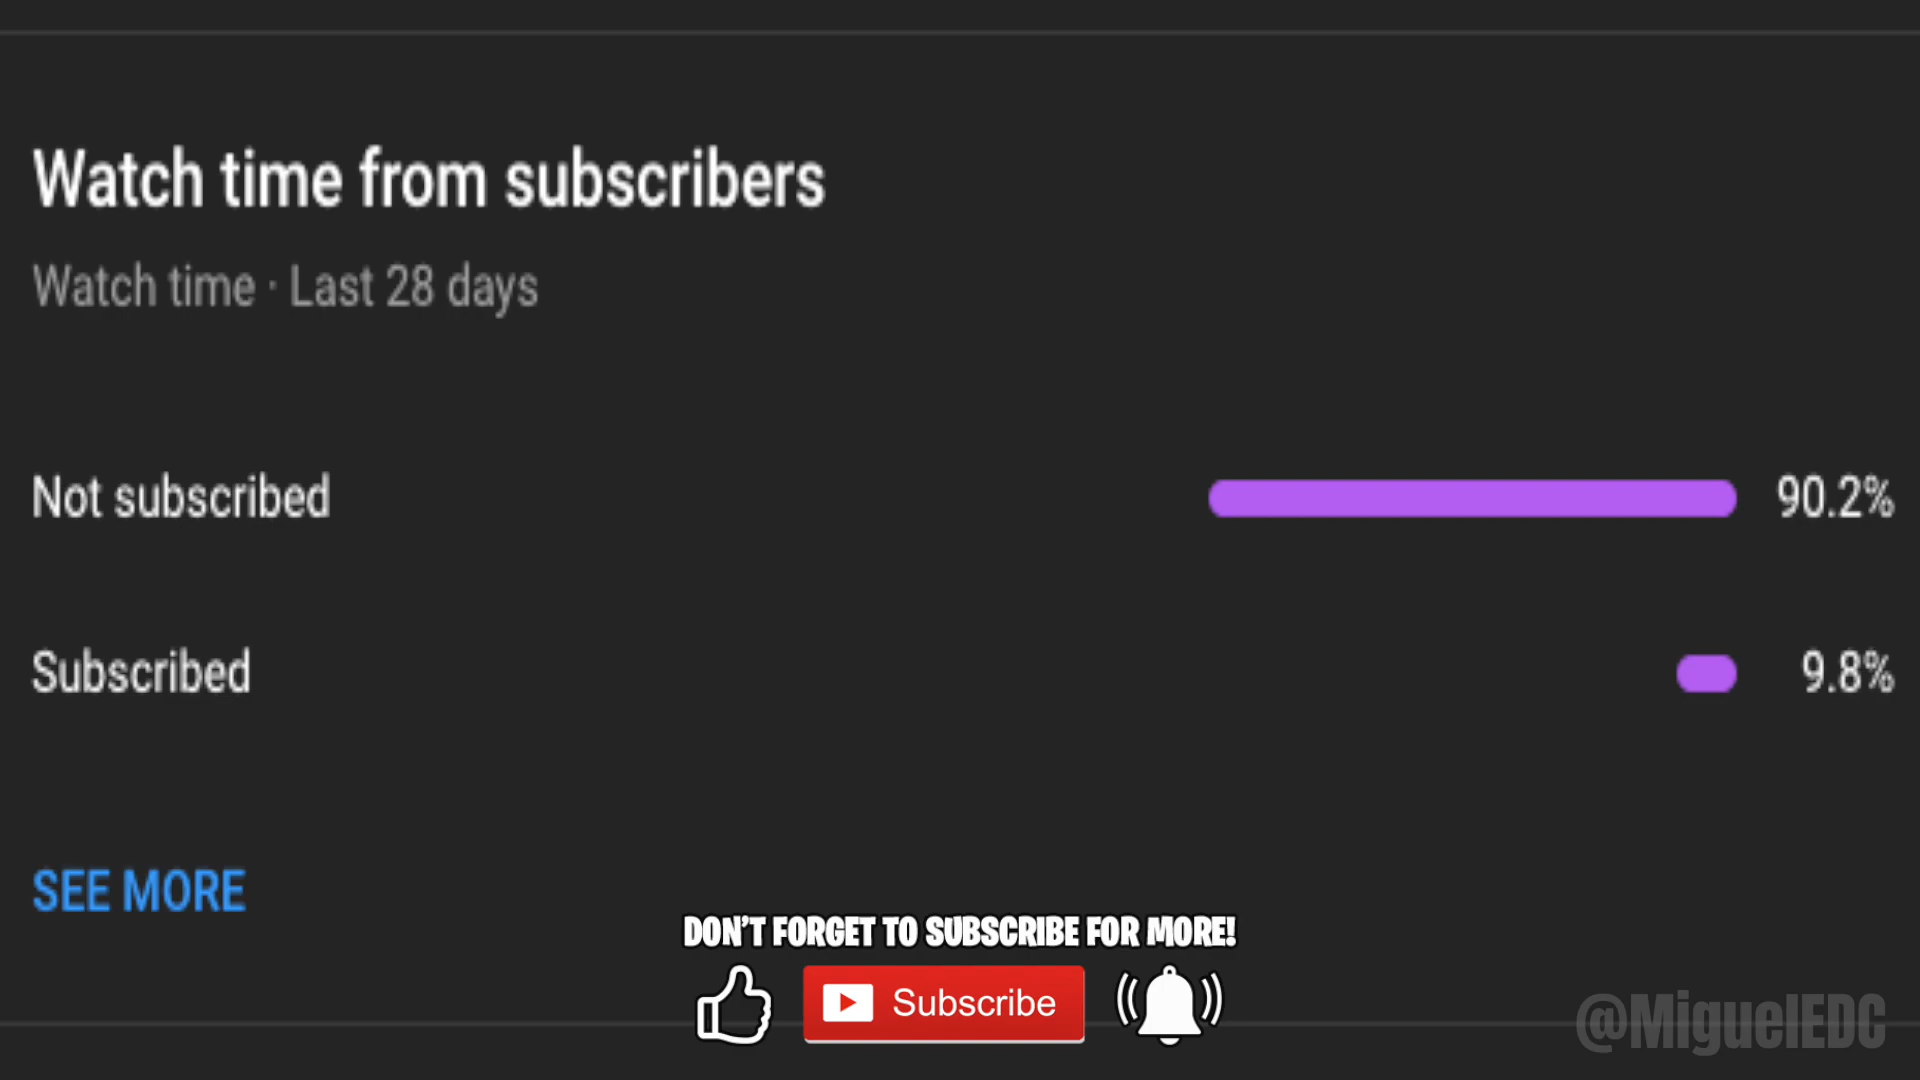 Watch time from subscribers
Watch time · Last 28 days
Not subscribed 90.2%
Subscribed 9.8%
SEE MORE
DON'T FORGET TO SUBSCRIBE FOR MORE!
Subscribe
@MiguelEDC